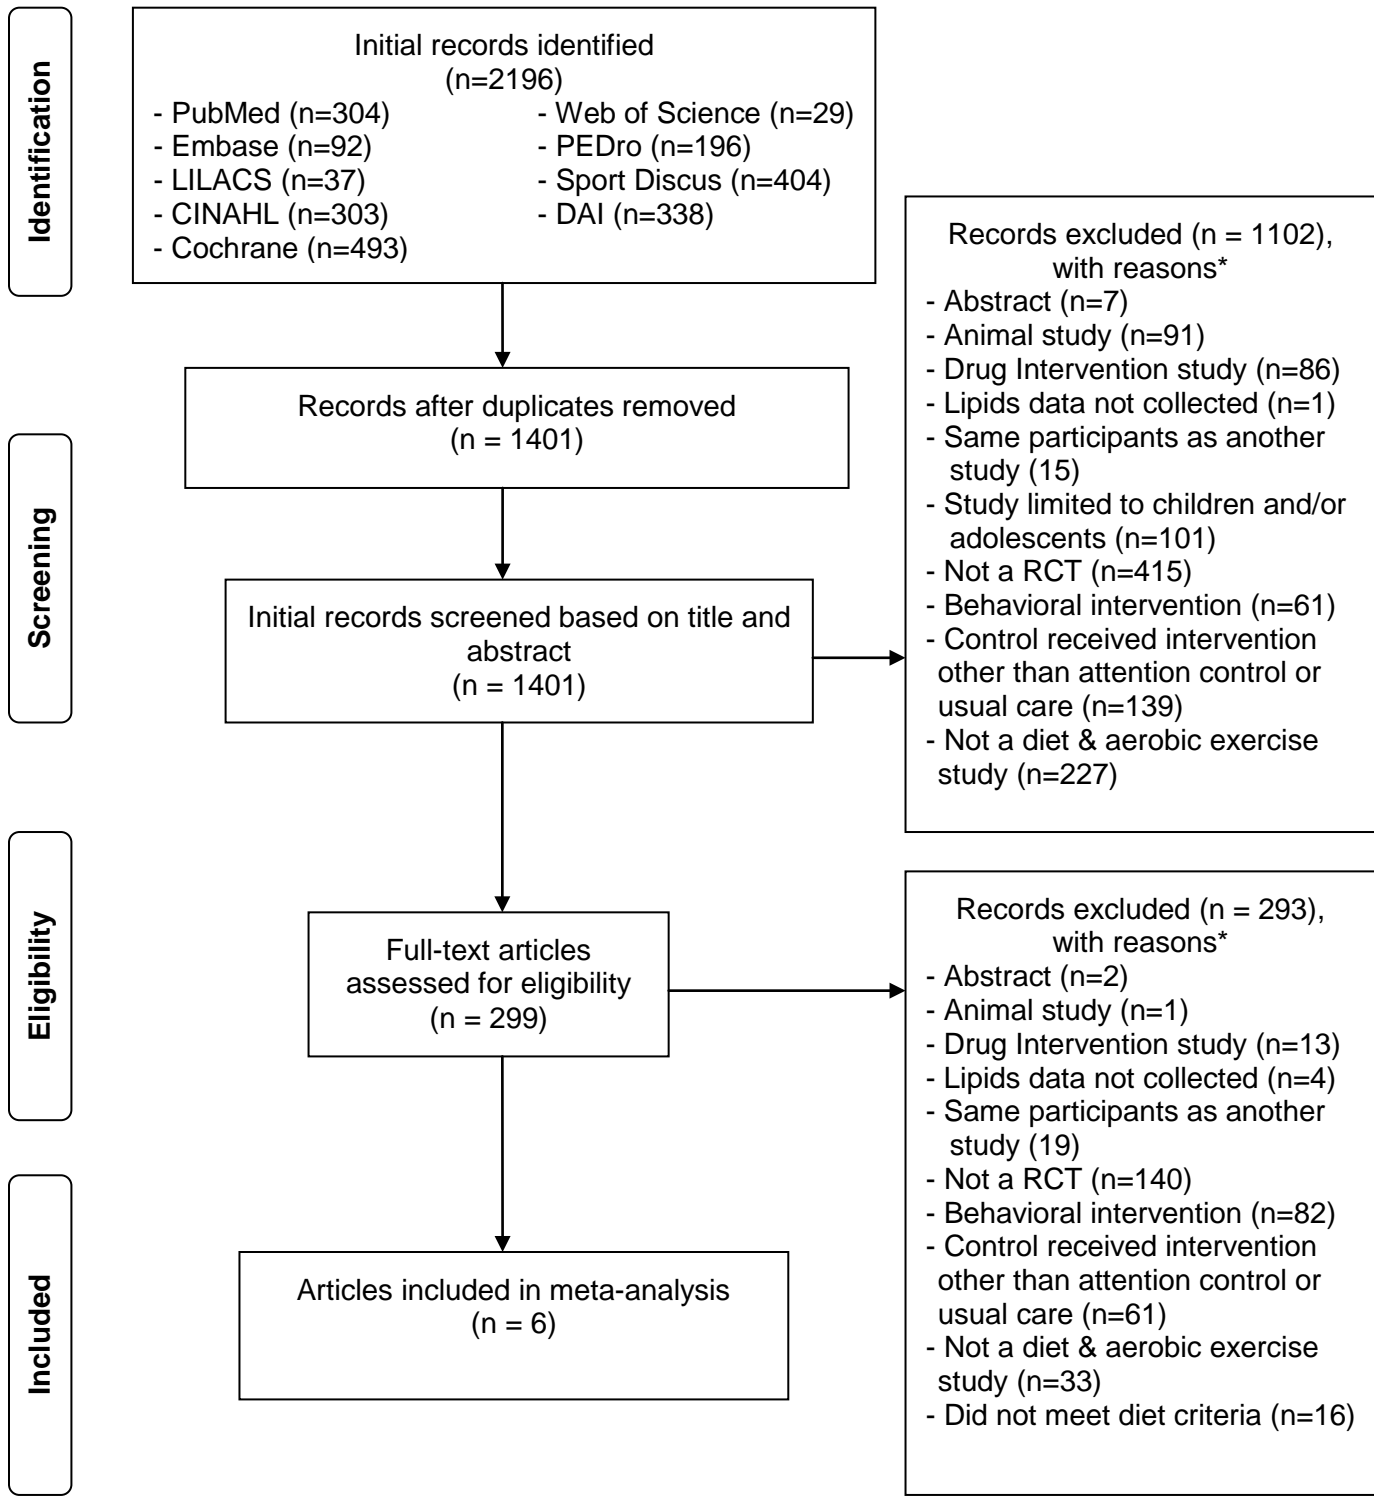 Identification
Initial records identified
(n=2196)
- PubMed (n=304)
- Embase (n=92)
- LILACS (n=37)
- CINAHL (n=303)
- Cochrane (n=493)
- Web of Science (n=29)
- PEDro (n=196)
- Sport Discus (n=404)
- DAI (n=338)
Screening
Records after duplicates removed
(n = 1401)
Initial records screened based on title and
abstract
(n = 1401)
Records excluded (n = 1102),
with reasons*
- Abstract (n=7)
- Animal study (n=91)
- Drug Intervention study (n=86)
- Lipids data not collected (n=1)
- Same participants as another
study (15)
- Study limited to children and/or
adolescents (n=101)
- Not a RCT (n=415)
- Behavioral intervention (n=61)
- Control received intervention
other than attention control or
usual care (n=139)
- Not a diet & aerobic exercise
study (n=227)
Eligibility
Full-text articles
assessed for eligibility
(n = 299)
Records excluded (n = 293),
with reasons*
- Abstract (n=2)
- Animal study (n=1)
- Drug Intervention study (n=13)
- Lipids data not collected (n=4)
- Same participants as another
study (19)
- Not a RCT (n=140)
- Behavioral intervention (n=82)
- Control received intervention
other than attention control or
usual care (n=61)
- Not a diet & aerobic exercise
study (n=33)
- Did not meet diet criteria (n=16)
Included
Articles included in meta-analysis
(n = 6)